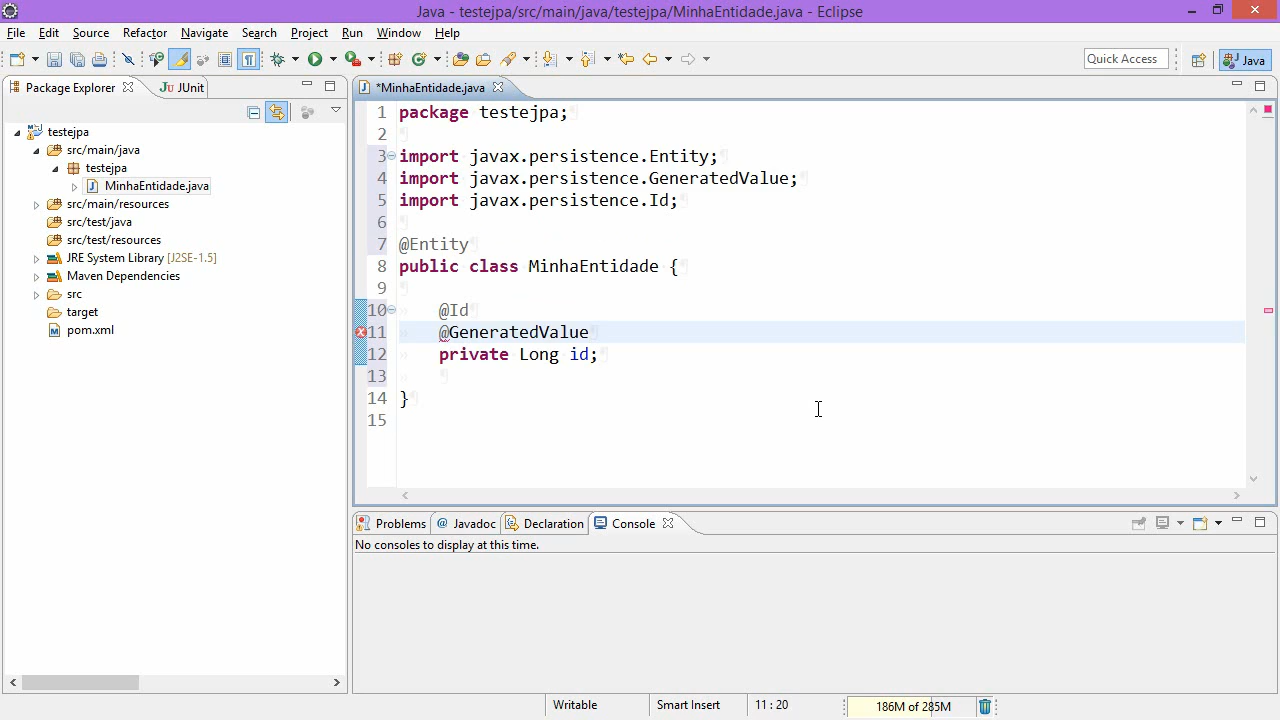 Java - testejpa/src/main/java/testejpa/MinhaEntidade.java - Eclipse
File Edit Source Refactor Navigate Search Project Run Window Help
Quick Access
Java
Package Explorer
JUnit
testejpa
src/main/java
testejpa
MinhaEntidade.java
src/main/resources
src/test/java
src/test/resources
JRE System Library [J2SE-1.5]
Maven Dependencies
src
target
pom.xml
*MinhaEntidade.java
1 package testejpa;
2
3 import javax.persistence.Entity;
4 import javax.persistence.GeneratedValue;
5 import javax.persistence.Id;
6
7 @Entity
8 public class MinhaEntidade {
9
10 @Id
11 @GeneratedValue
12 private Long id;
13
14 }
15
Problems @ Javadoc Declaration Console
No consoles to display at this time.
Writable Smart Insert 11 : 20 186M of 285M